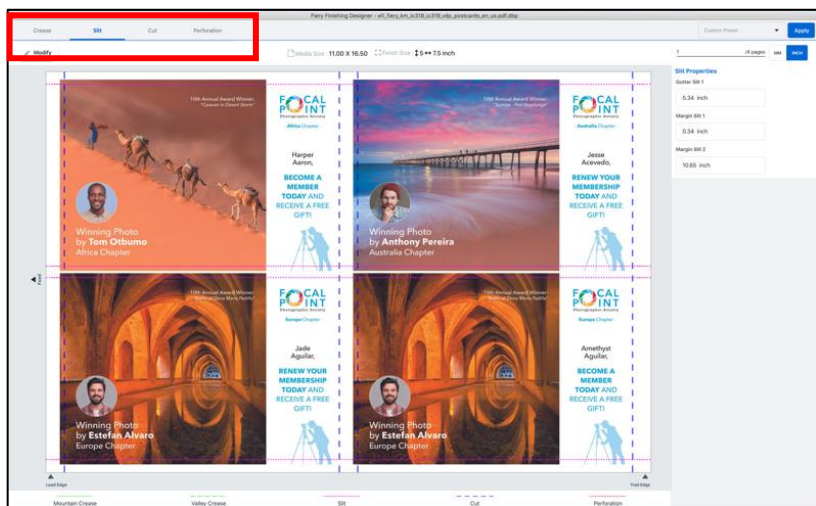 Fiery Finishing Designer - efi_fiery_km_ic318_ic319_vdp_postcards_en_us.pdf.dbp
Crease Slit Cut Perforation
Custom Preset Apply
Modify
Media Size : 11.00 X 16.50 Finish Size : 5 7.5 inch
1 /4 pages MM INCH
Slit Properties
Gutter Slit 1
5.34 inch
Margin Slit 1
0.34 inch
Margin Slit 2
10.65 inch
Feed
10th Annual Award Winner:
"Caravan in Desert Storm"
FOCAL
POINT
Photographic Society
Africa Chapter
Harper
Aaron,
BECOME A
MEMBER
TODAY AND
RECEIVE A FREE
GIFT!
Winning Photo
by Tom Otbumo
Africa Chapter
10th Annual Award Winner:
FOCAL
POINT
Photographic Society
Australia Chapter
Jesse
Acevedo,
RENEW YOUR
MEMBERSHIP
TODAY AND
RECEIVE A FREE
GIFT!
Winning Photo
by Anthony Pereira
Australia Chapter
10th Annual Award Winner:
FOCAL
POINT
Photographic Society
Europe Chapter
Jade
Aguilar,
RENEW YOUR
MEMBERSHIP
TODAY AND
RECEIVE A FREE
GIFT!
Winning Photo
by Estefan Alvaro
Europe Chapter
10th Annual Award Winner:
FOCAL
POINT
Photographic Society
Europe Chapter
Amethyst
Aguilar,
BECOME A
MEMBER
TODAY AND
RECEIVE A FREE
GIFT!
Winning Photo
by Estefan Alvaro
Europe Chapter
Lead Edge Trail Edge
Mountain Crease Valley Crease Slit Cut Perforation